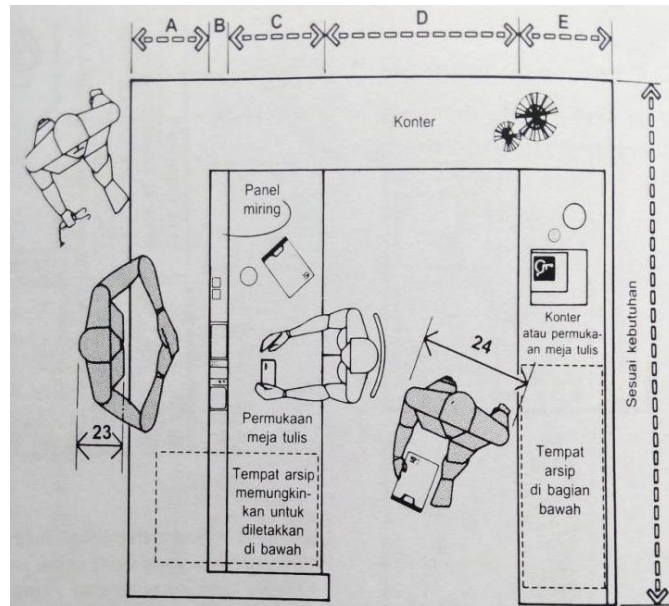 A B C D E
Konter
Panel
miring
Konter
atau permuka-
an meja tulis
24
Sesuai kebutuhan
23
Permukaan
meja tulis
Tempat arsip
memungkin-
kan untuk
diletakkan
di bawah
Tempat
arsip
di bagian
bawah